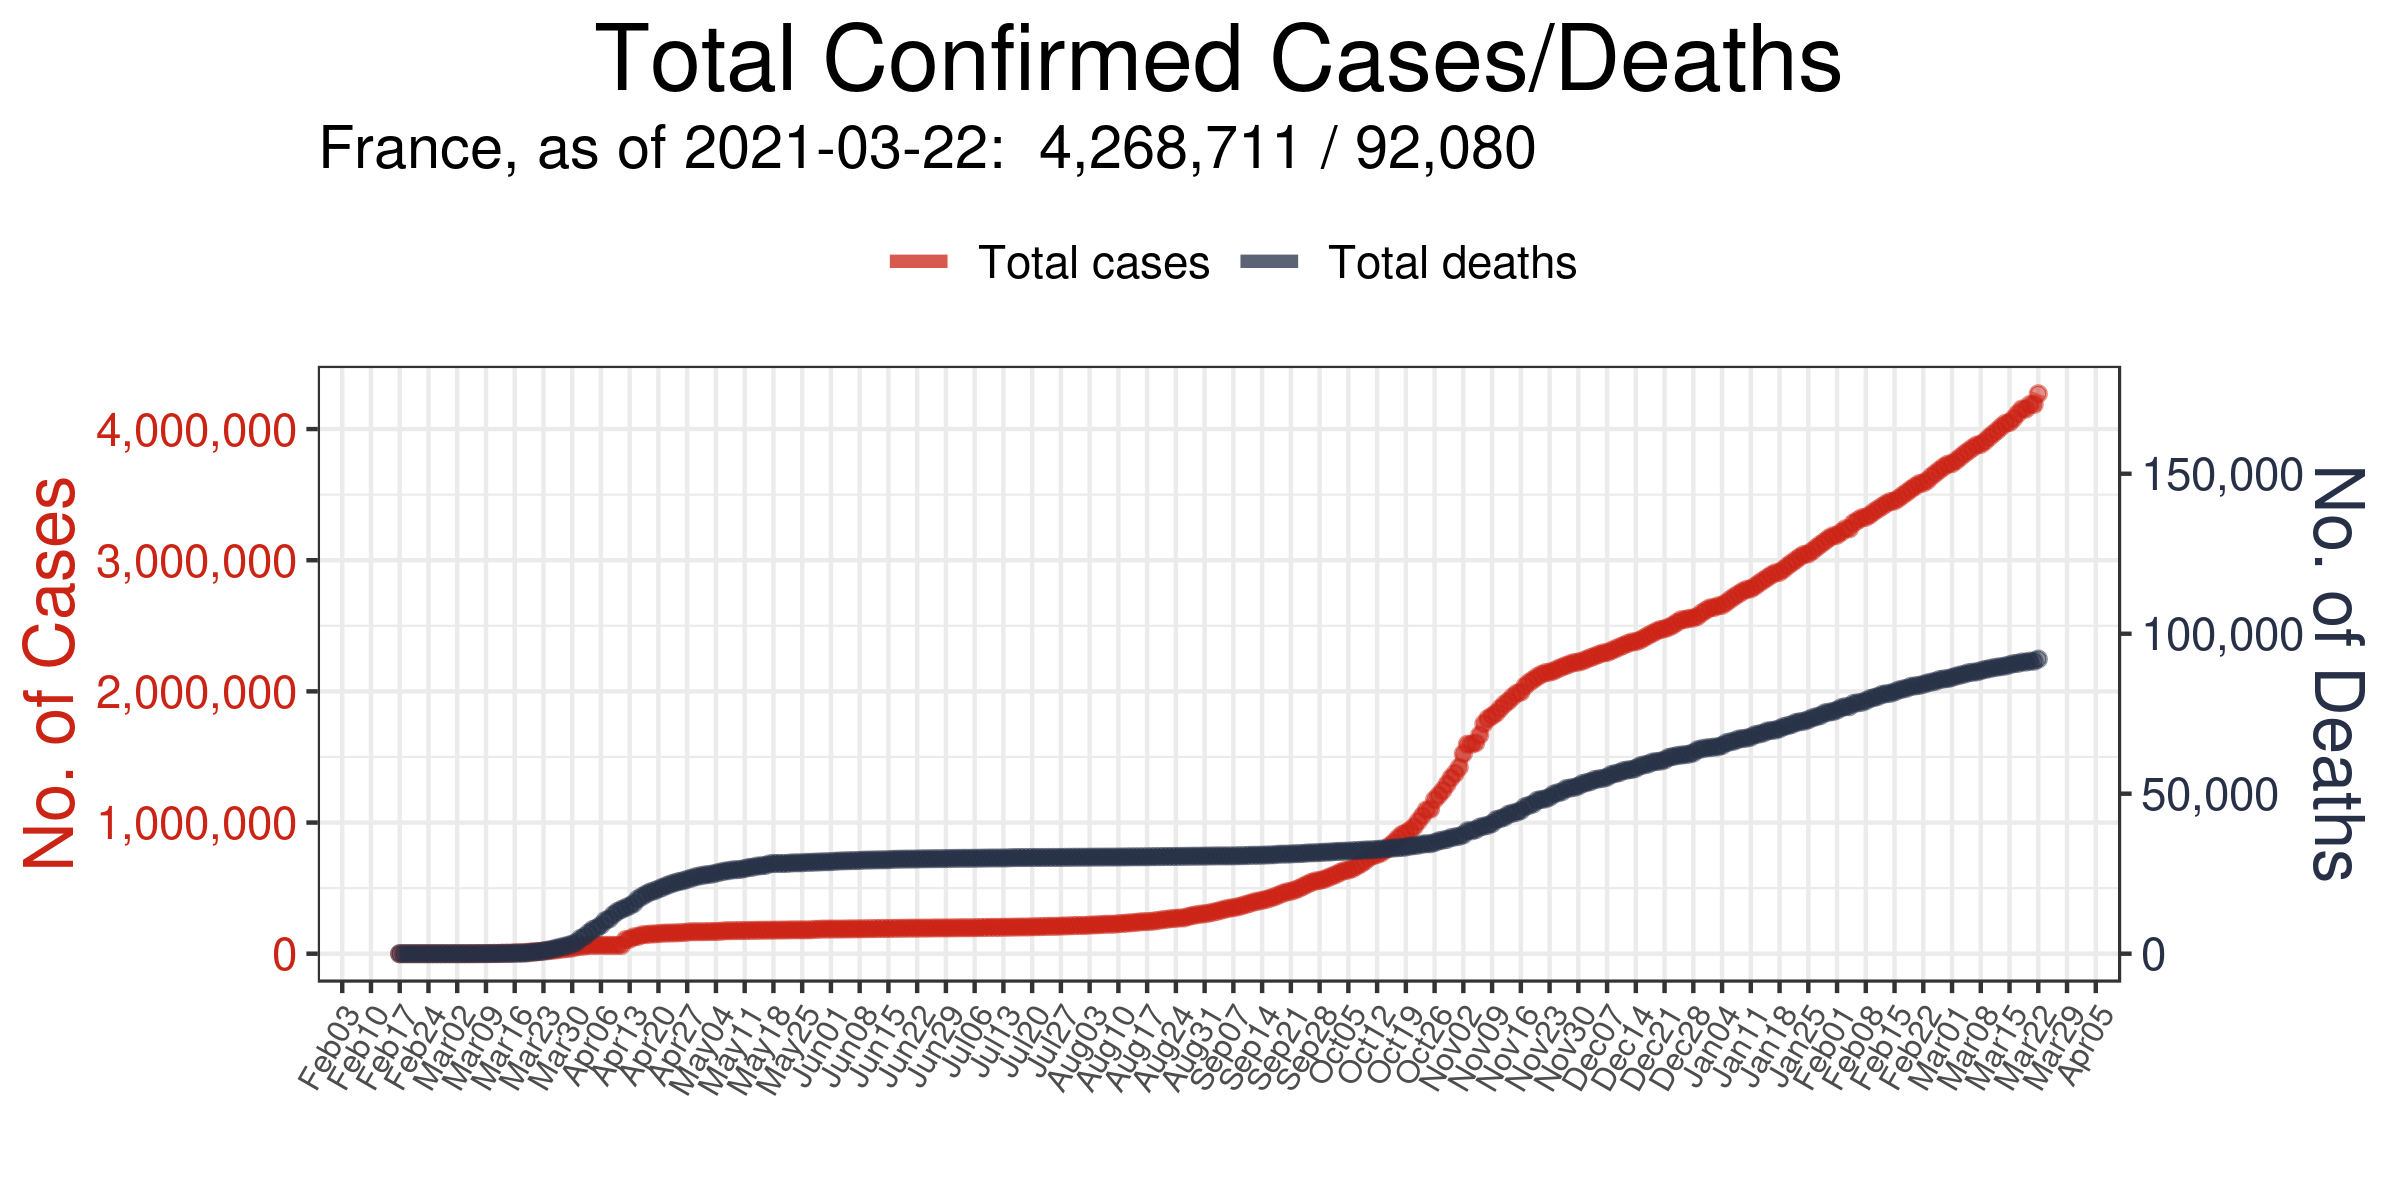 Total Confirmed Cases/Deaths
France, as of 2021-03-22:  4,268,711 / 92,080
Total cases
Total deaths
No. of Cases
4,000,000
3,000,000
2,000,000
1,000,000
0
150,000
100,000
50,000
0
No. of Deaths
Feb03
Feb10
Feb17
Feb24
Mar02
Mar09
Mar16
Mar23
Mar30
Apr06
Apr13
Apr20
Apr27
May04
May11
May18
May25
Jun01
Jun08
Jun15
Jun22
Jun29
Jul06
Jul13
Jul20
Jul27
Aug03
Aug10
Aug17
Aug24
Aug31
Sep07
Sep14
Sep21
Sep28
Oct05
Oct12
Oct19
Oct26
Nov02
Nov09
Nov16
Nov23
Nov30
Dec07
Dec14
Dec21
Dec28
Jan04
Jan11
Jan18
Jan25
Feb01
Feb08
Feb15
Feb22
Mar01
Mar08
Mar15
Mar22
Mar29
Apr05